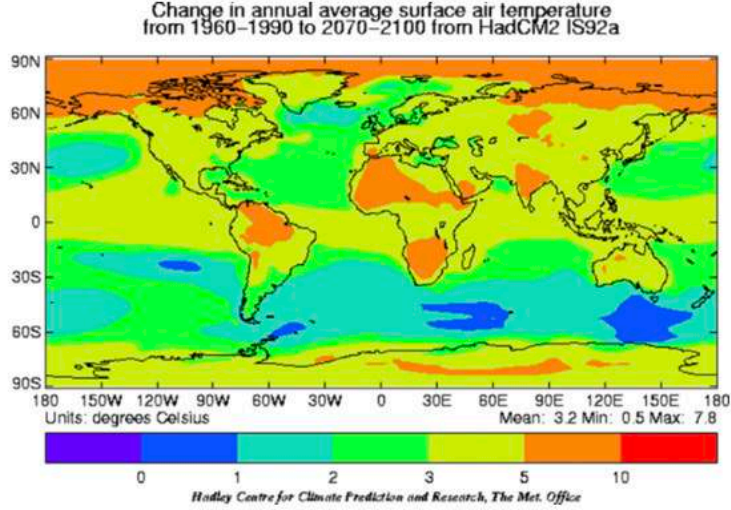 Change in annual average surface air temperature
from 1960-1990 to 2070-2100 from HadCM2 IS92a
90N
60N
30N
0
30S
60S
90S
180 150W 120W 90W 60W 30W 0 30E 60E 90E 120E 150E 180
Units: degrees Celsius Mean: 3.2 Min: 0.5 Max: 7.8
0 1 2 3 5 10
Hadley Centre for Climate Prediction and Research, The Met. Office